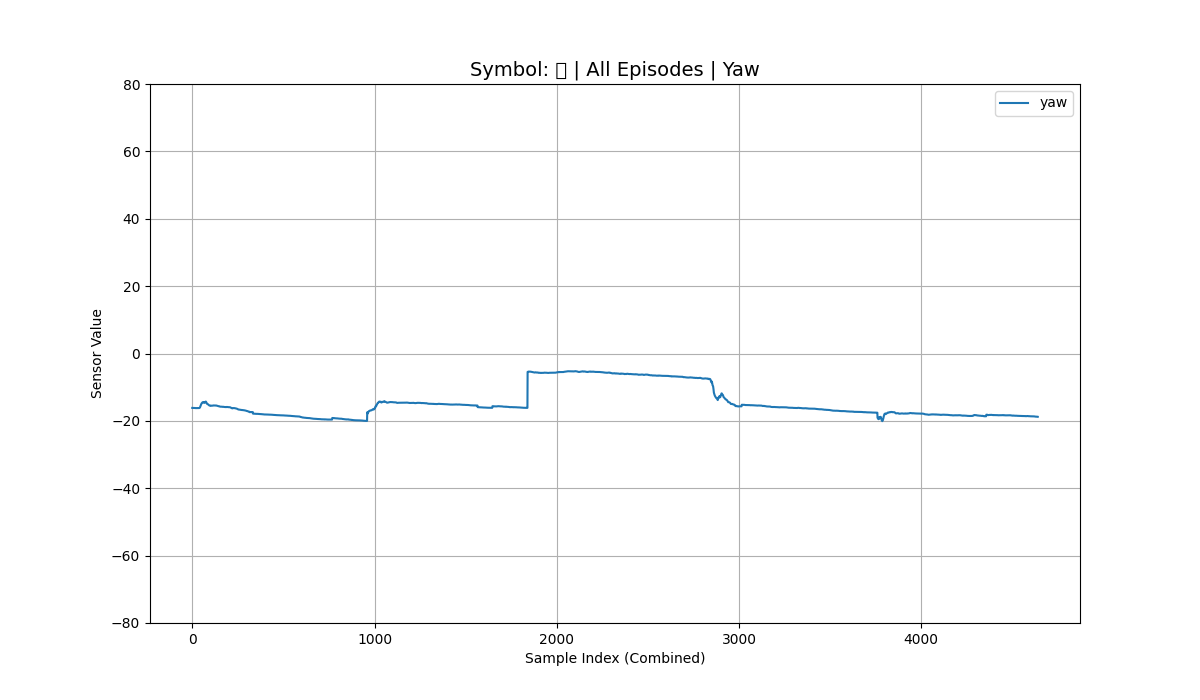 Symbol: ▯ | All Episodes | Yaw
yaw
80
60
40
20
0
−20
−40
−60
−80
Sensor Value
0 1000 2000 3000 4000
Sample Index (Combined)